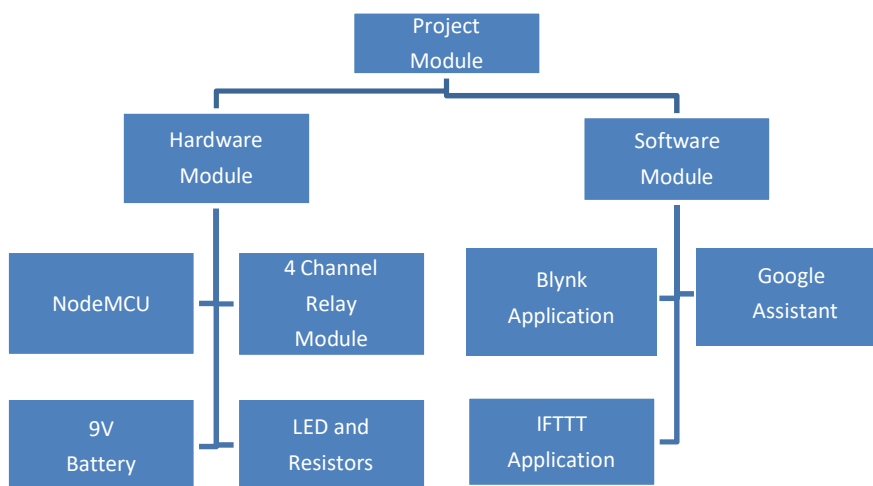 Project
Module
Hardware
Module
Software
Module
NodeMCU
4 Channel
Relay
Module
Blynk
Application
Google
Assistant
9V
Battery
LED and
Resistors
IFTTT
Application